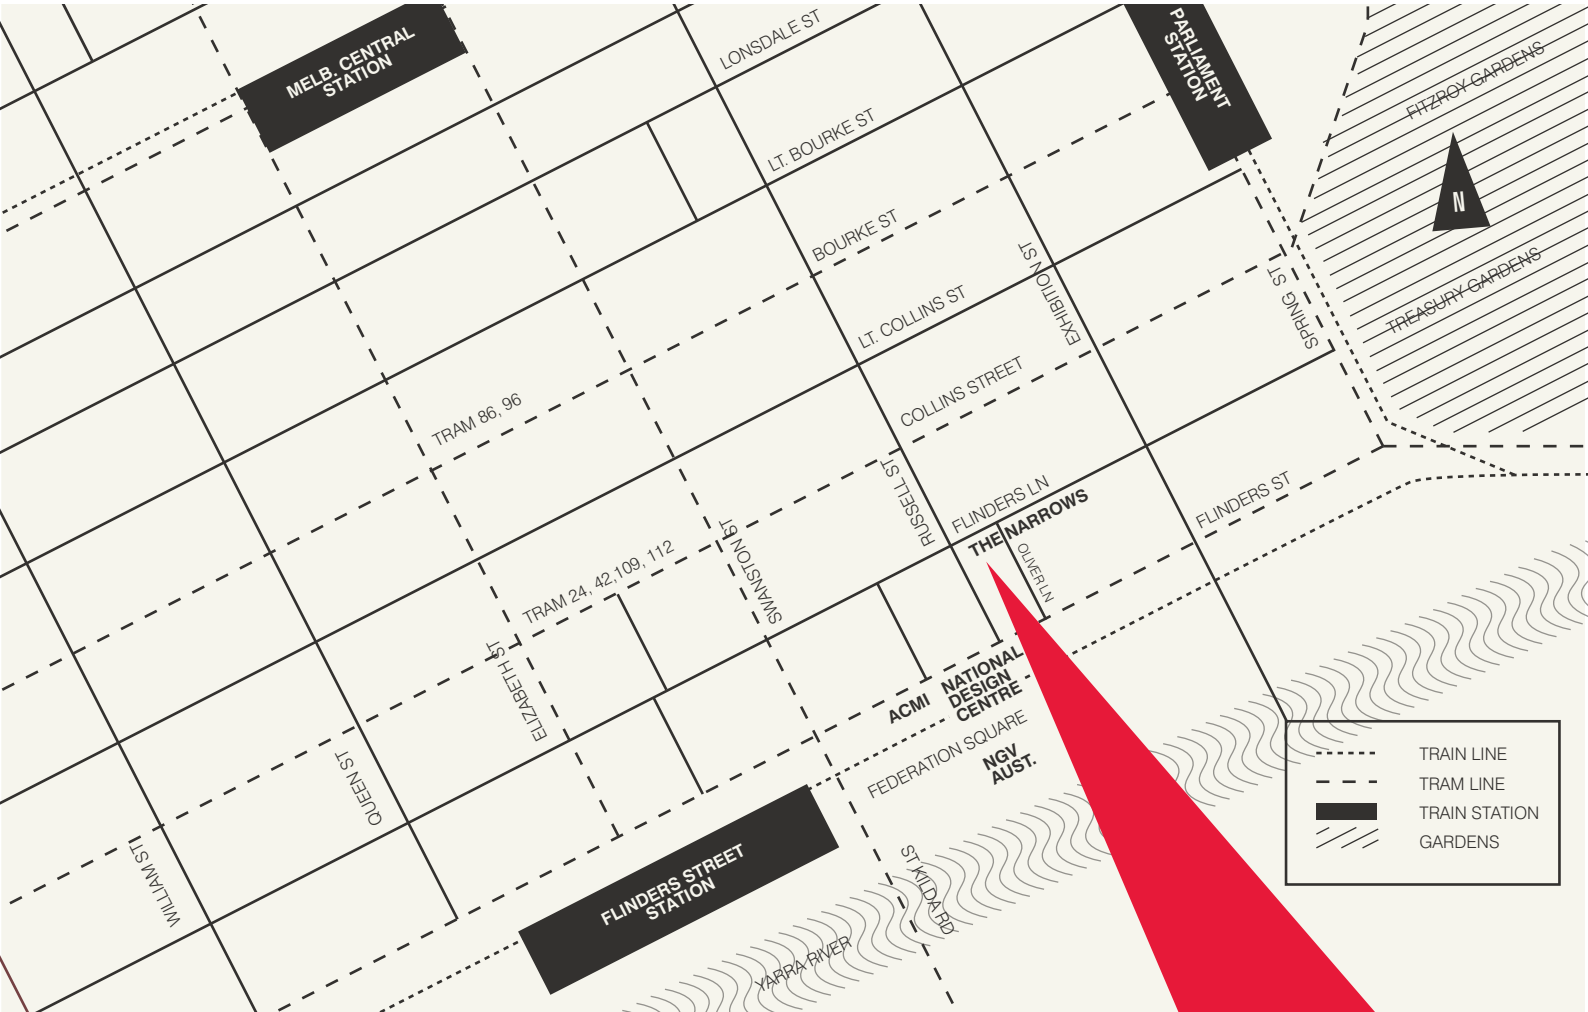 MELB. CENTRAL
STATION
LONSDALE ST
PARLIAMENT
STATION
FITZROY GARDENS
LT. BOURKE ST
N
BOURKE ST
TREASURY GARDENS
EXHIBITION ST
SPRING ST
LT. COLLINS ST
COLLINS STREET
TRAM 86, 96
RUSSELL ST
FLINDERS LN
THE NARROWS
FLINDERS ST
OLIVER LN
SWANSTON ST
TRAM 24, 42,109, 112
ELIZABETH ST
NATIONAL
DESIGN
CENTRE
ACMI
FEDERATION SQUARE
NGV
AUST.
QUEEN ST
WILLIAM ST
FLINDERS STREET
STATION
ST KILDA RD
YARRA RIVER
TRAIN LINE
TRAM LINE
TRAIN STATION
GARDENS